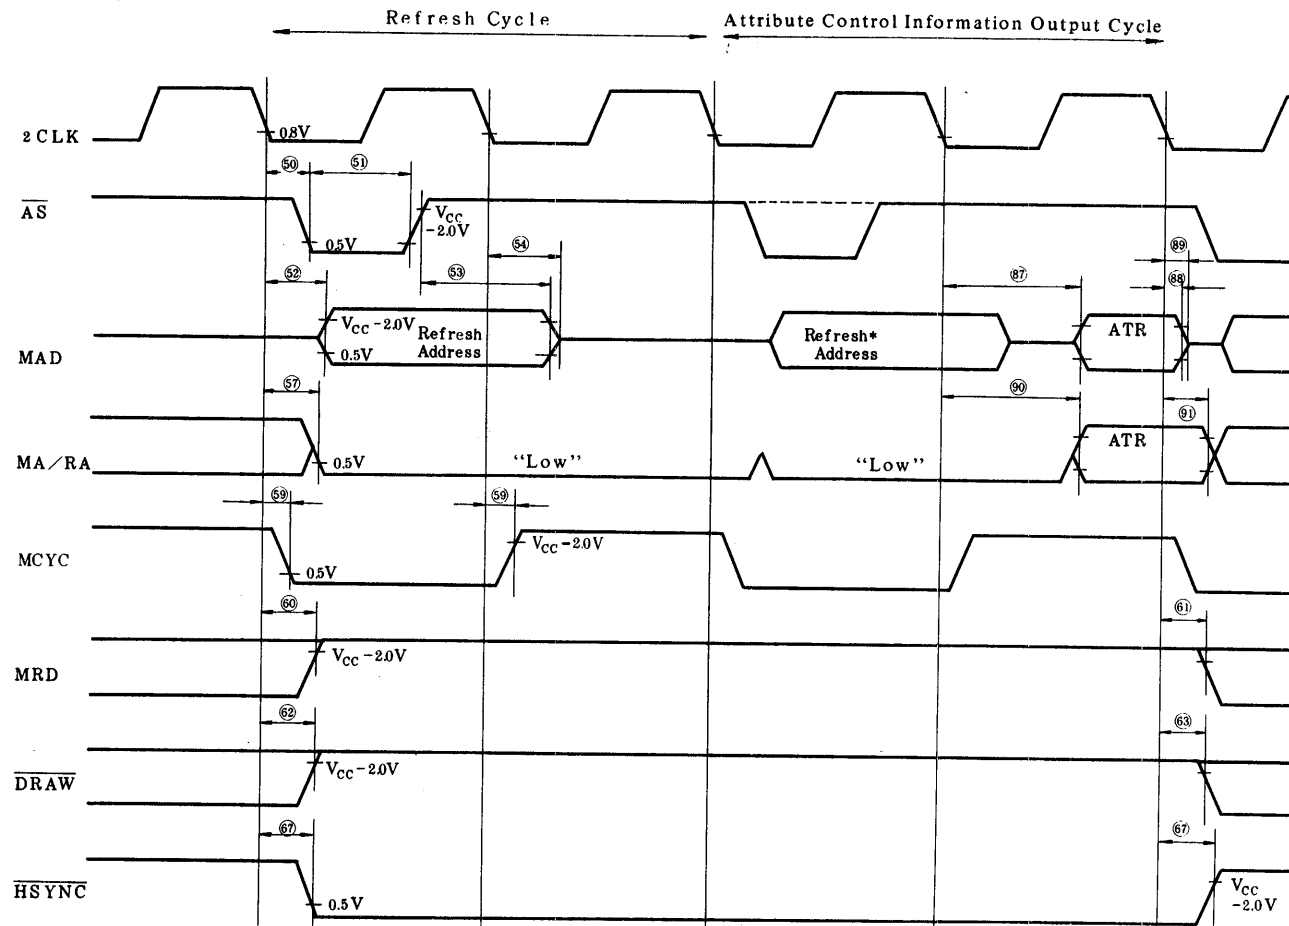 Refresh Cycle
Attribute Control Information Output Cycle
2CLK
0.8V
㊿ 51
AS
0.5V
VCC
-2.0V
54
89
52
53
87
88
MAD
VCC-2.0V
0.5V
Refresh
Address
Refresh*
Address
ATR
57
90
91
MA/RA
0.5V
"Low"
"Low"
ATR
59
59
MCYC
0.5V
VCC-2.0V
60
61
MRD
VCC-2.0V
62
63
DRAW
VCC-2.0V
67
67
HSYNC
0.5V
VCC
-2.0V